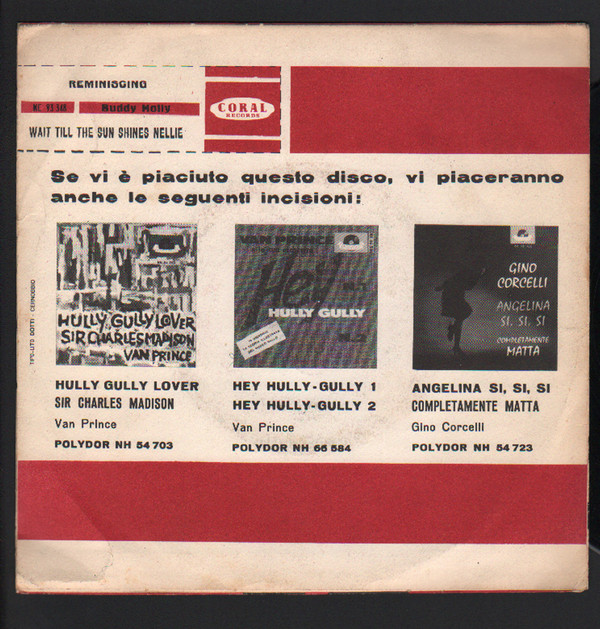 REMINISCING
NC 93 346 Buddy Holly
WAIT TILL THE SUN SHINES NELLIE
CORAL
RECORDS
Se vi è piaciuto questo disco, vi piaceranno
anche le seguenti incisioni:
HULLY GULLY LOVER
SIR CHARLES MADISON
VAN PRINCE
VAN PRINCE
Hey
HULLY GULLY
GINO
CORCELLI
ANGELINA
SI, SI, SI
COMPLETAMENTE
MATTA
TIPO-LITO DOTTI - CERNOBBIO
HULLY GULLY LOVER
SIR CHARLES MADISON
Van Prince
POLYDOR NH 54 703
HEY HULLY-GULLY 1
HEY HULLY-GULLY 2
Van Prince
POLYDOR NH 66 584
ANGELINA SI, SI, SI
COMPLETAMENTE MATTA
Gino Corcelli
POLYDOR NH 54 723